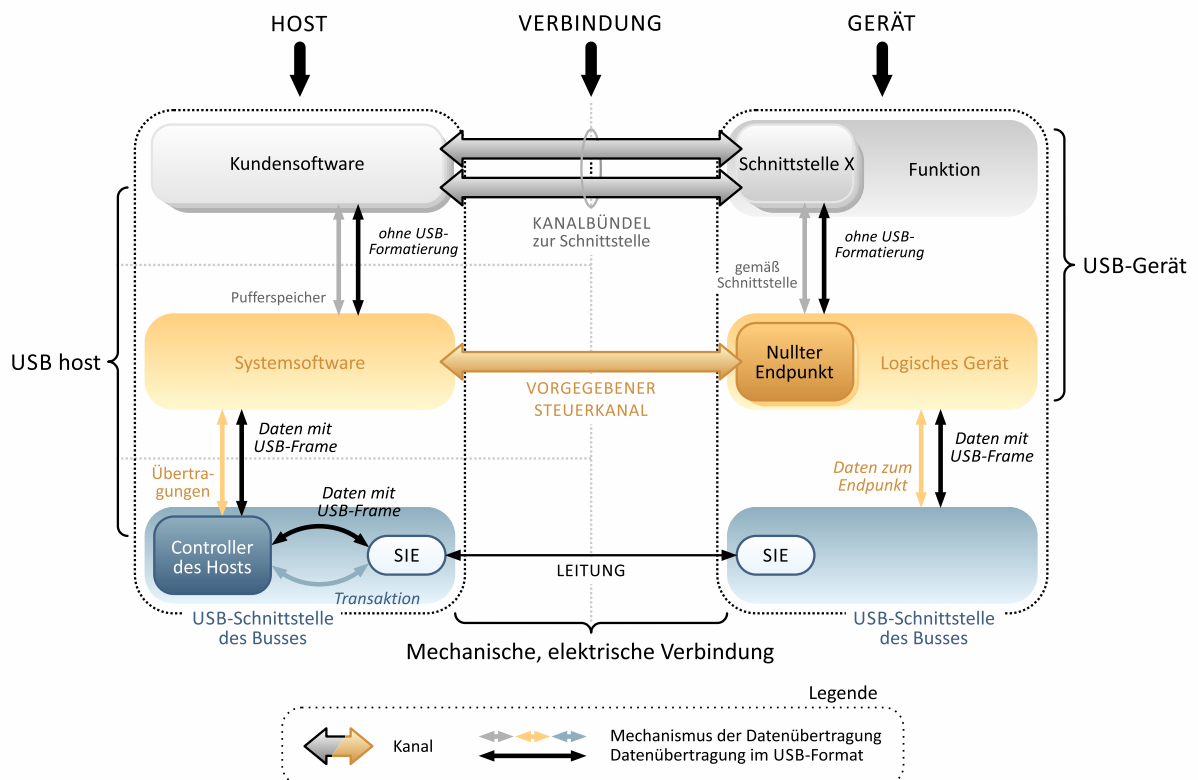 HOST
VERBINDUNG
GERÄT
Kundensoftware
Schnittstelle X
Funktion
KANALBÜNDEL
zur Schnittstelle
ohne USB-
Formatierung
Pufferspeicher
ohne USB-
Formatierung
gemäß
Schnittstelle
USB-Gerät
USB host
Systemsoftware
Nullter
Endpunkt
Logisches Gerät
VORGEGEBENER
STEUERKANAL
Daten mit
USB-Frame
Übertra-
gungen
Daten mit
USB-Frame
Daten zum
Endpunkt
Daten mit
USB-Frame
Controller
des Hosts
SIE
Transaktion
LEITUNG
SIE
USB-Schnittstelle
des Busses
USB-Schnittstelle
des Busses
Mechanische, elektrische Verbindung
Legende
Kanal
Mechanismus der Datenübertragung
Datenübertragung im USB-Format